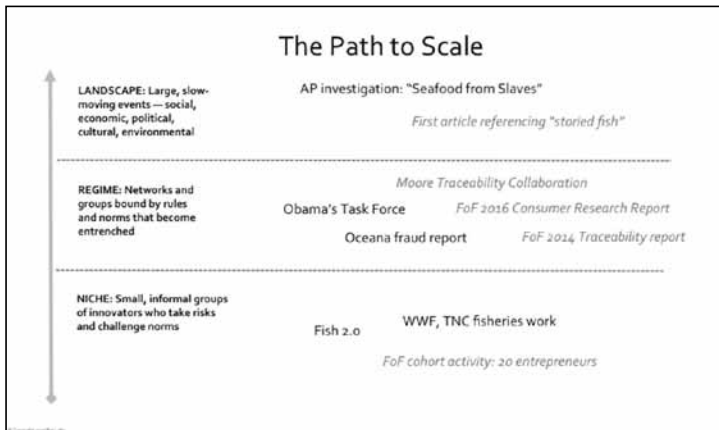 The Path to Scale
LANDSCAPE: Large, slow-
moving events — social,
economic, political,
cultural, environmental
AP investigation: "Seafood from Slaves"
First article referencing "storied fish"
REGIME: Networks and
groups bound by rules
and norms that become
entrenched
Moore Traceability Collaboration
Obama's Task Force
FoF 2016 Consumer Research Report
Oceana fraud report
FoF 2014 Traceability report
NICHE: Small, informal groups
of innovators who take risks
and challenge norms
Fish 2.0
WWF, TNC fisheries work
FoF cohort activity: 20 entrepreneurs